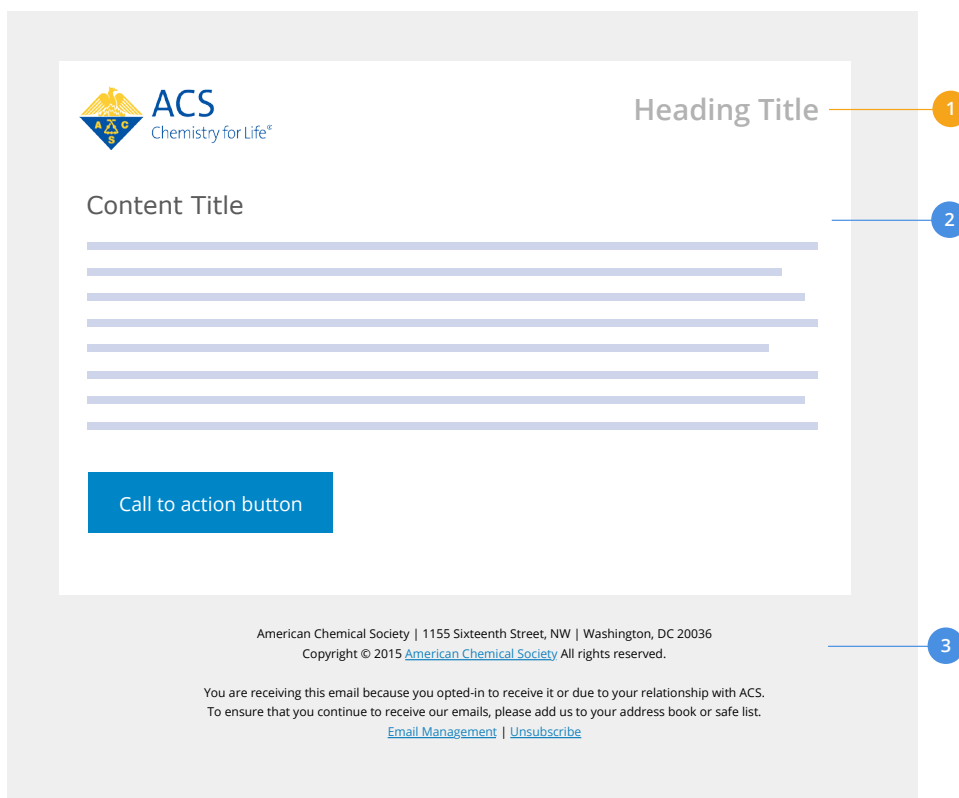 ACS
Chemistry for Life®
A C S
Heading Title
1
Content Title
2
Call to action button
American Chemical Society | 1155 Sixteenth Street, NW | Washington, DC 20036
Copyright © 2015 American Chemical Society All rights reserved.
3
You are receiving this email because you opted-in to receive it or due to your relationship with ACS.
To ensure that you continue to receive our emails, please add us to your address book or safe list.
Email Management | Unsubscribe